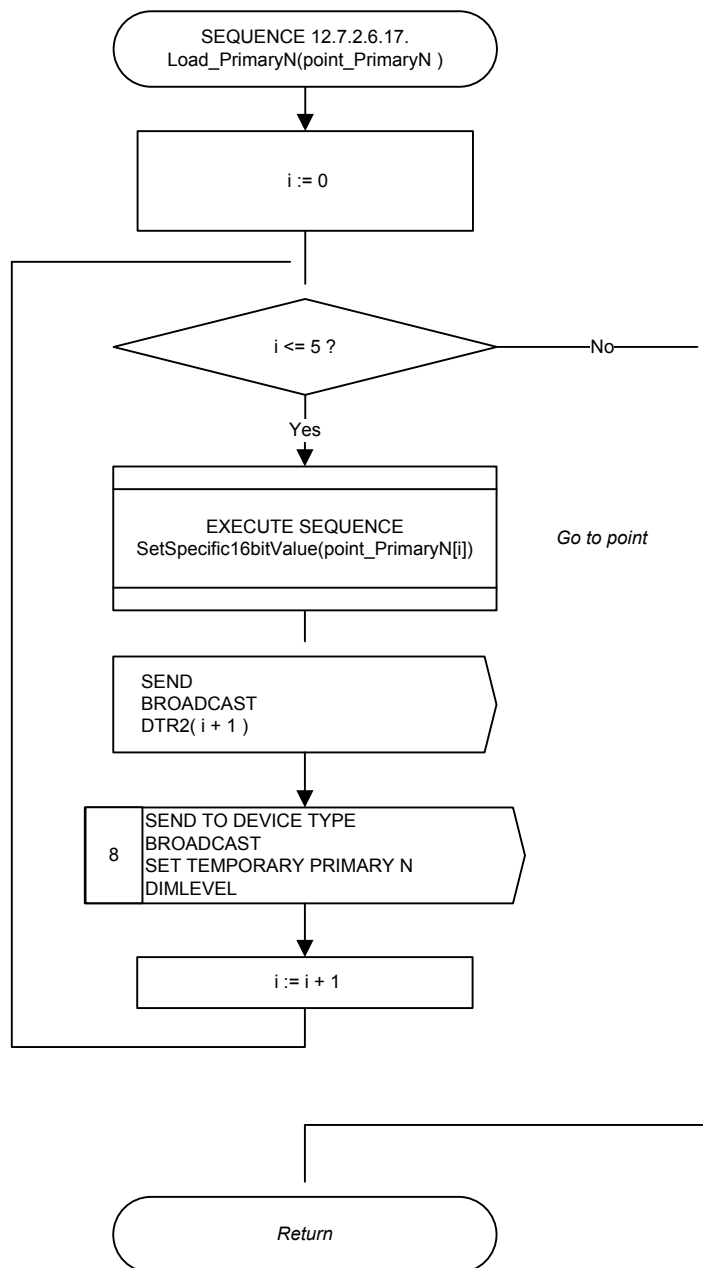 SEQUENCE 12.7.2.6.17.
Load_PrimaryN(point_PrimaryN )
i := 0
i <= 5 ?
No
Yes
EXECUTE SEQUENCE
SetSpecific16bitValue(point_PrimaryN[i])
Go to point
SEND
BROADCAST
DTR2( i + 1 )
8
SEND TO DEVICE TYPE
BROADCAST
SET TEMPORARY PRIMARY N
DIMLEVEL
i := i + 1
Return